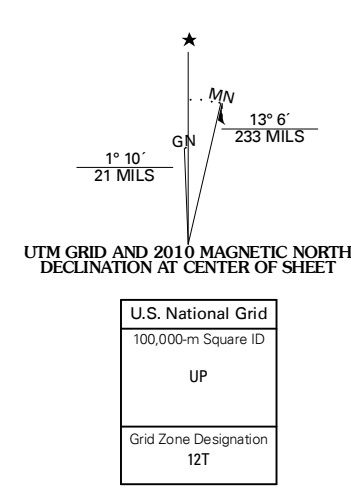 ★
MN
13° 6´
233 MILS
GN
1° 10´
21 MILS
UTM GRID AND 2010 MAGNETIC NORTH
DECLINATION AT CENTER OF SHEET
U.S. National Grid
100,000-m Square ID
UP
Grid Zone Designation
12T